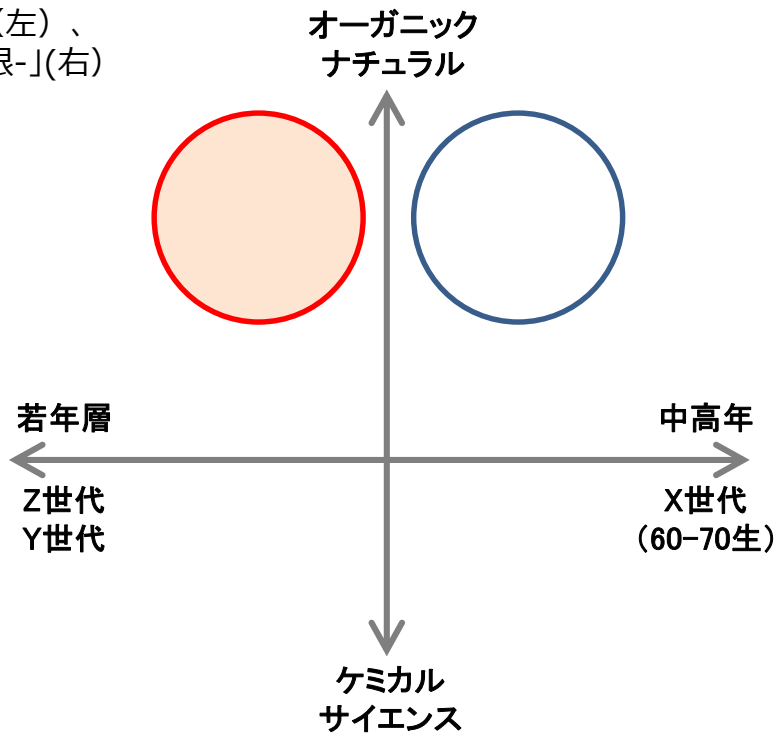 (左）、
-｣(右）
オーガニック
ナチュラル
若年層
中高年
Z世代
Y世代
X世代
（60-70生）
ケミカル
サイエンス